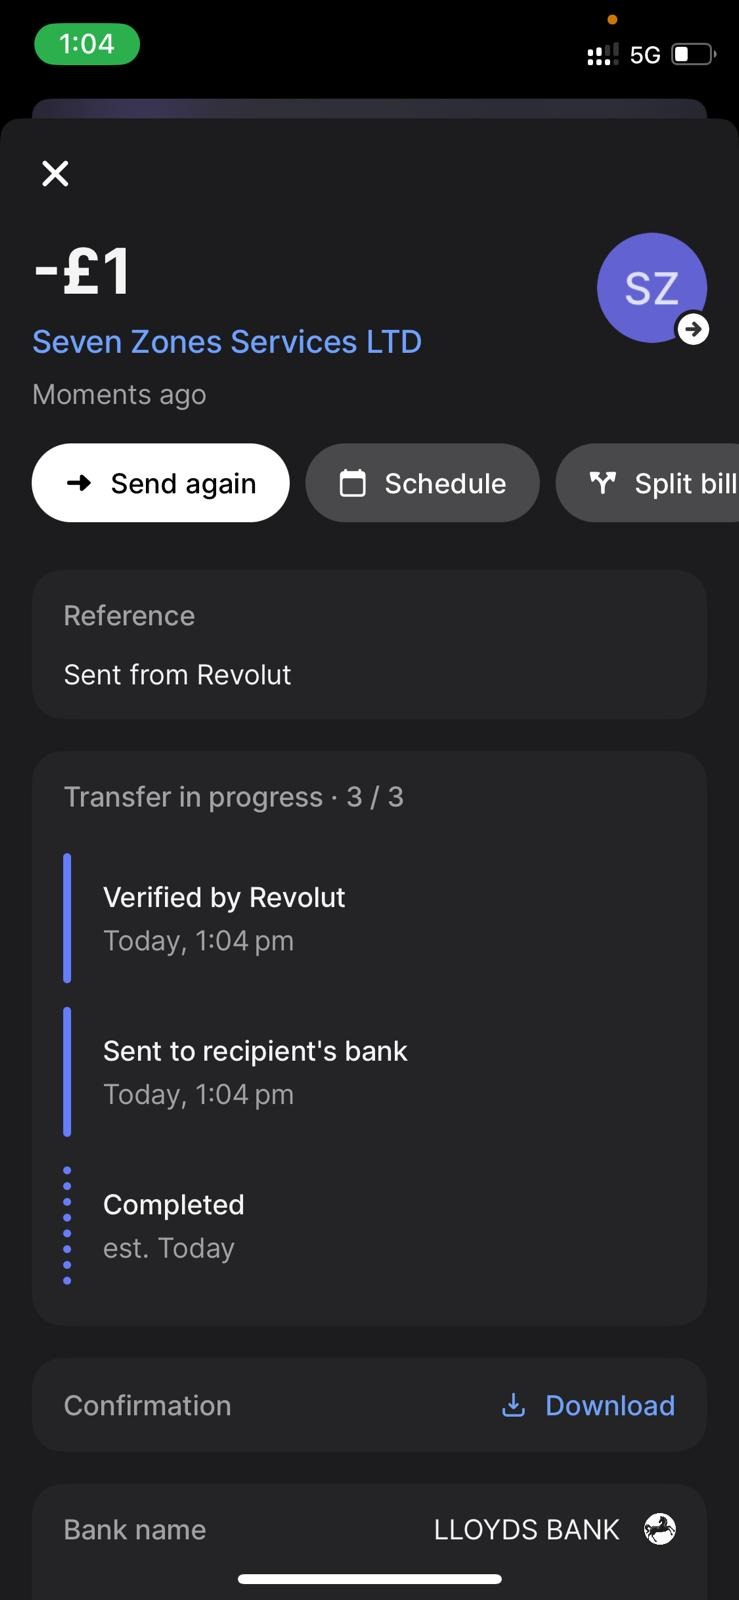 1:04
5G
-£1
SZ
Seven Zones Services LTD
Moments ago
Send again
Schedule
Split bill
Reference
Sent from Revolut
Transfer in progress · 3 / 3
Verified by Revolut
Today, 1:04 pm
Sent to recipient's bank
Today, 1:04 pm
Completed
est. Today
Confirmation
Download
Bank name
LLOYDS BANK